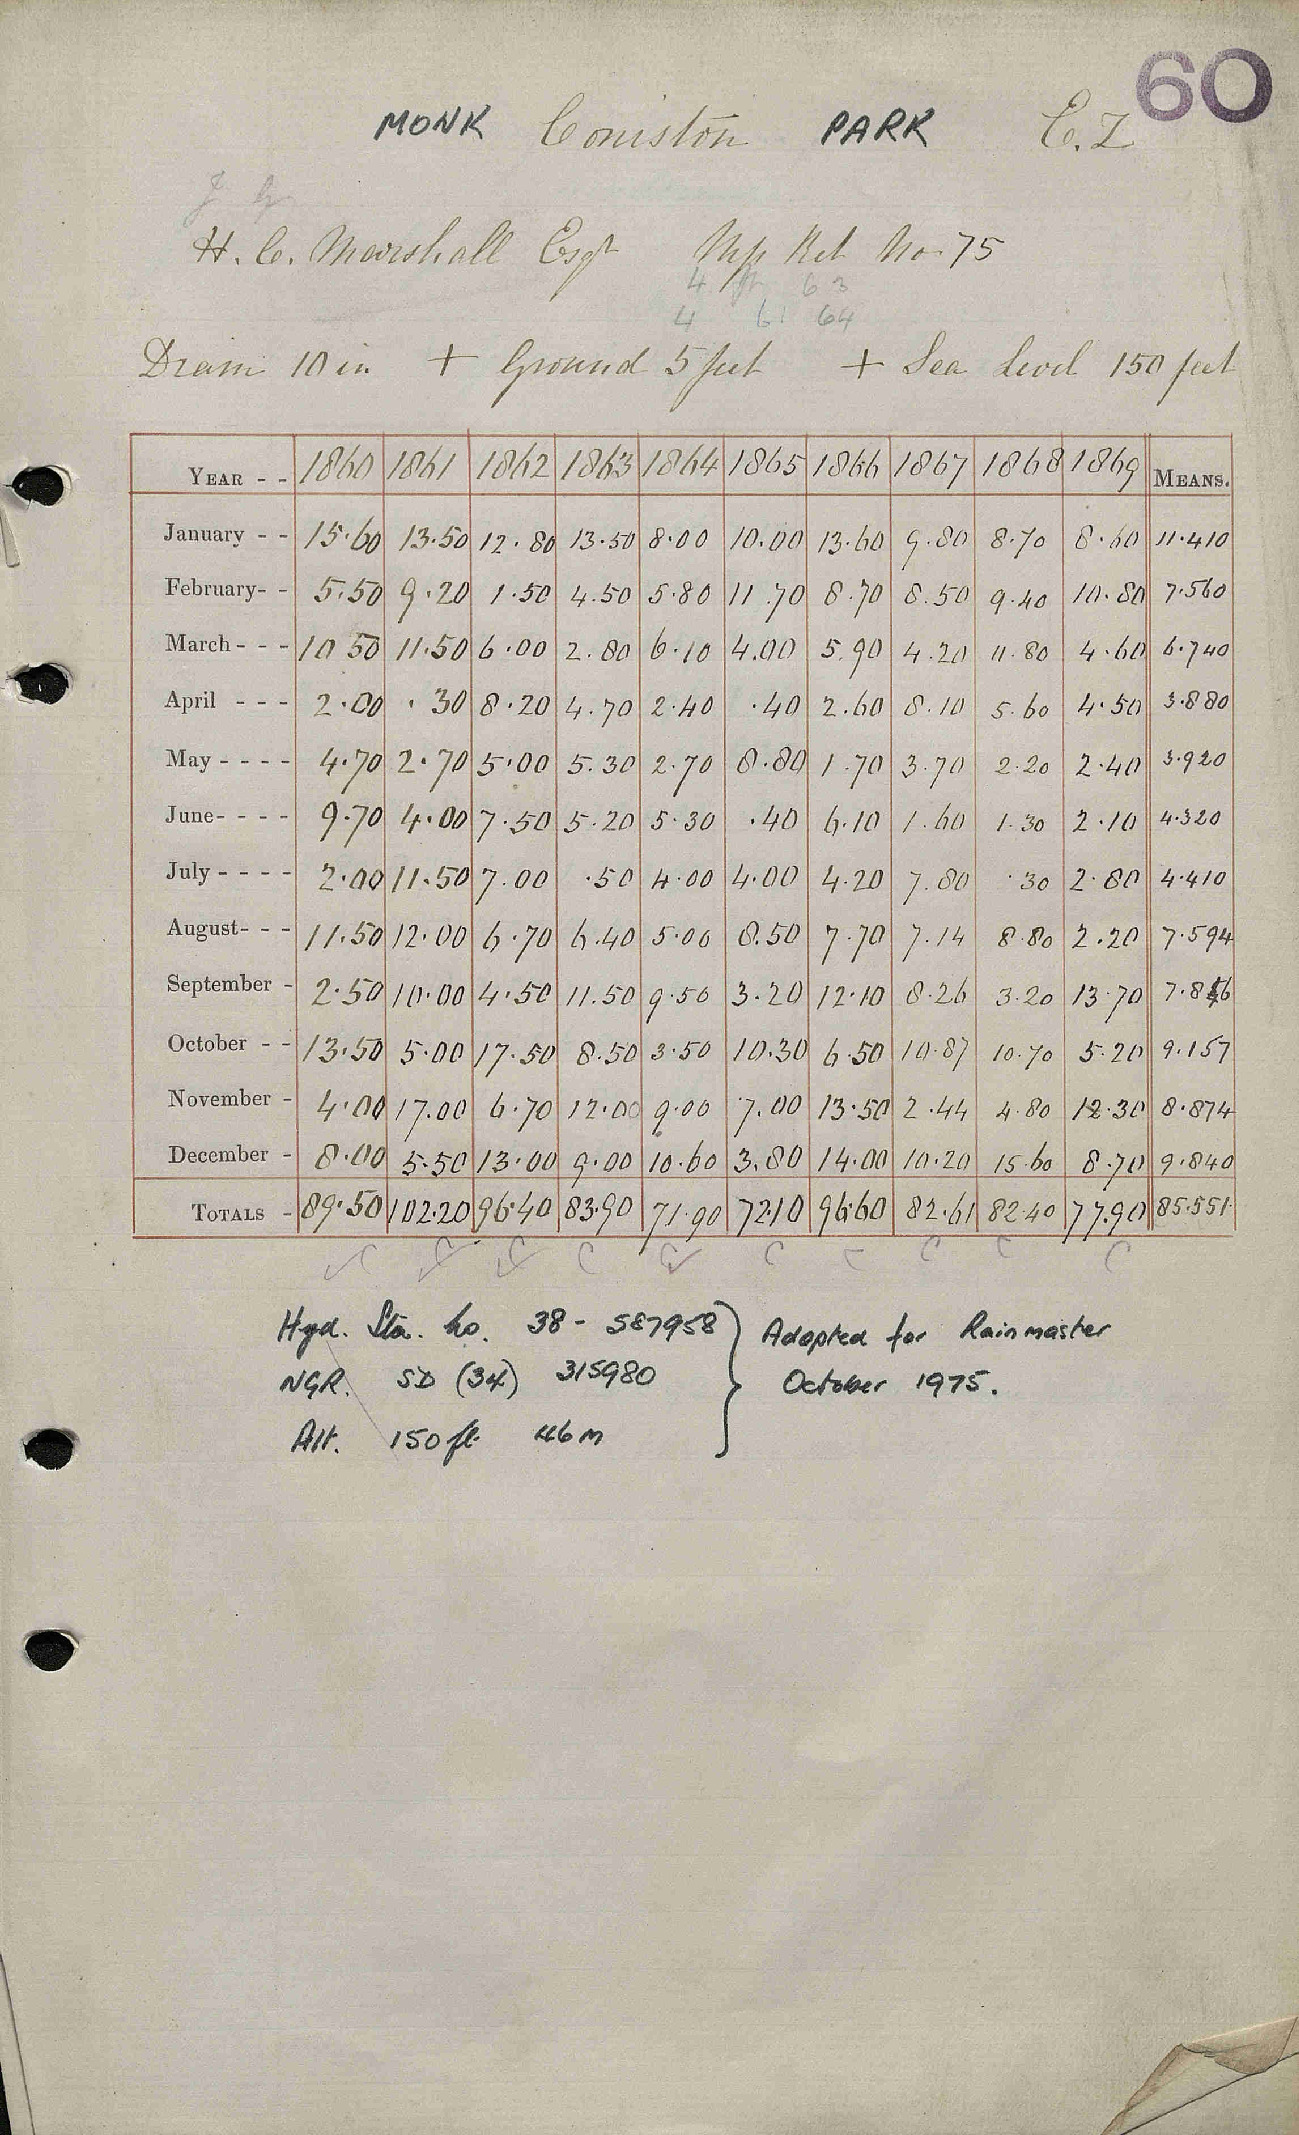 60
MONK Coniston PARK E.I
J G
H. C. Marshall Esqr Mp Ret No 75
4 63
4 61 64
Diam 10 in + Ground 5 feet + Sea Level 150 feet
YEAR - - 1860 1861 1862 1863 1864 1865 1866 1867 1868 1869 MEANS.
January - - 15.60 13.50 12.80 13.50 8.00 10.00 13.60 9.80 8.70 8.60 11.410
February - - 5.50 9.20 1.50 4.50 5.80 11.70 8.70 8.50 9.40 10.80 7.560
March - - - 10 50 11.50 6.00 2.80 6.10 4.00 5.90 4.20 11.80 4.60 6.740
April - - - 2.00 .30 8.20 4.70 2.40 .40 2.60 8.10 5.60 4.50 3.880
May - - - - 4.70 2.70 5.00 5.30 2.70 8.80 1.70 3.70 2.20 2.40 3.920
June - - - - 9.70 4.00 7.50 5.20 5.30 .40 6.10 1.60 1.30 2.10 4.320
July - - - - 2.00 11.50 7.00 .50 4.00 4.00 4.20 7.80 .30 2.80 4.410
August - - - 11.50 12.00 6.70 6.40 5.00 8.50 7.70 7.14 8.80 2.20 7.594
September - 2.50 10.00 4.50 11.50 9.50 3.20 12.10 8.26 3.20 13.70 7.846
October - - 13.50 5.00 17.50 8.50 3.50 10.30 6.50 10.87 10.70 5.20 9.157
November - 4.00 17.00 6.70 12.00 9.00 7.00 13.50 2.44 4.80 12.30 8.874
December - 8.00 5.50 13.00 9.00 10.60 3.80 14.00 10.20 15.60 8.70 9.840
TOTALS - 89.50 102.20 96.40 83.90 71.90 72.10 96.60 82.61 82.40 77.90 85.551
C C C C C C C C C C
Hyd. Sta. No. 38 - 587958 } Adopted for Rainmaster
NGR. SD (34) 315980 October 1975.
Alt. 150 ft. 46 m